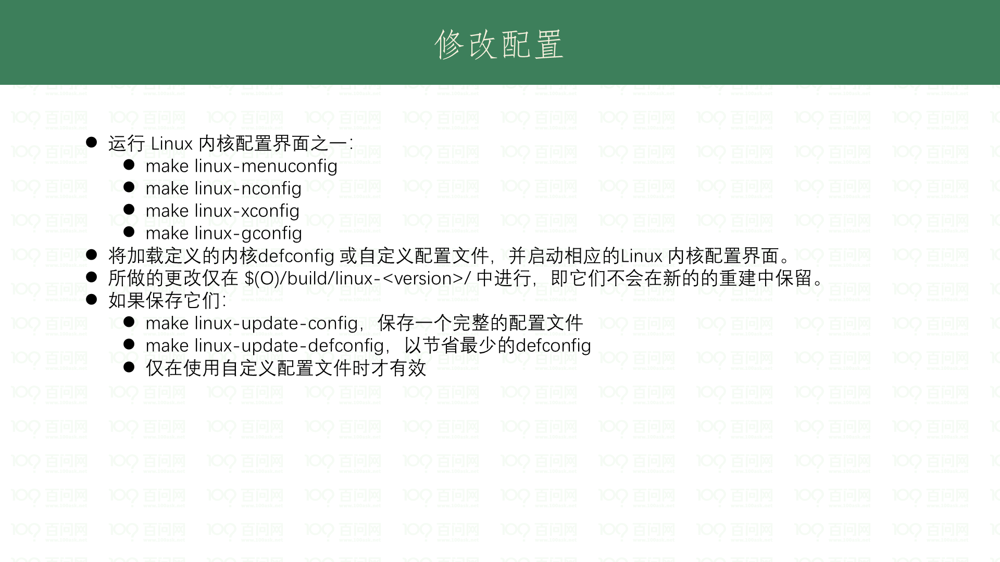 修改配置
运行 Linux 内核配置界面之一：
make linux-menuconfig
make linux-nconfig
make linux-xconfig
make linux-gconfig
将加载定义的内核defconfig 或自定义配置文件，并启动相应的Linux 内核配置界面。
所做的更改仅在 $(O)/build/linux-<version>/ 中进行，即它们不会在新的的重建中保留。
如果保存它们：
make linux-update-config，保存一个完整的配置文件
make linux-update-defconfig，以节省最少的defconfig
仅在使用自定义配置文件时才有效